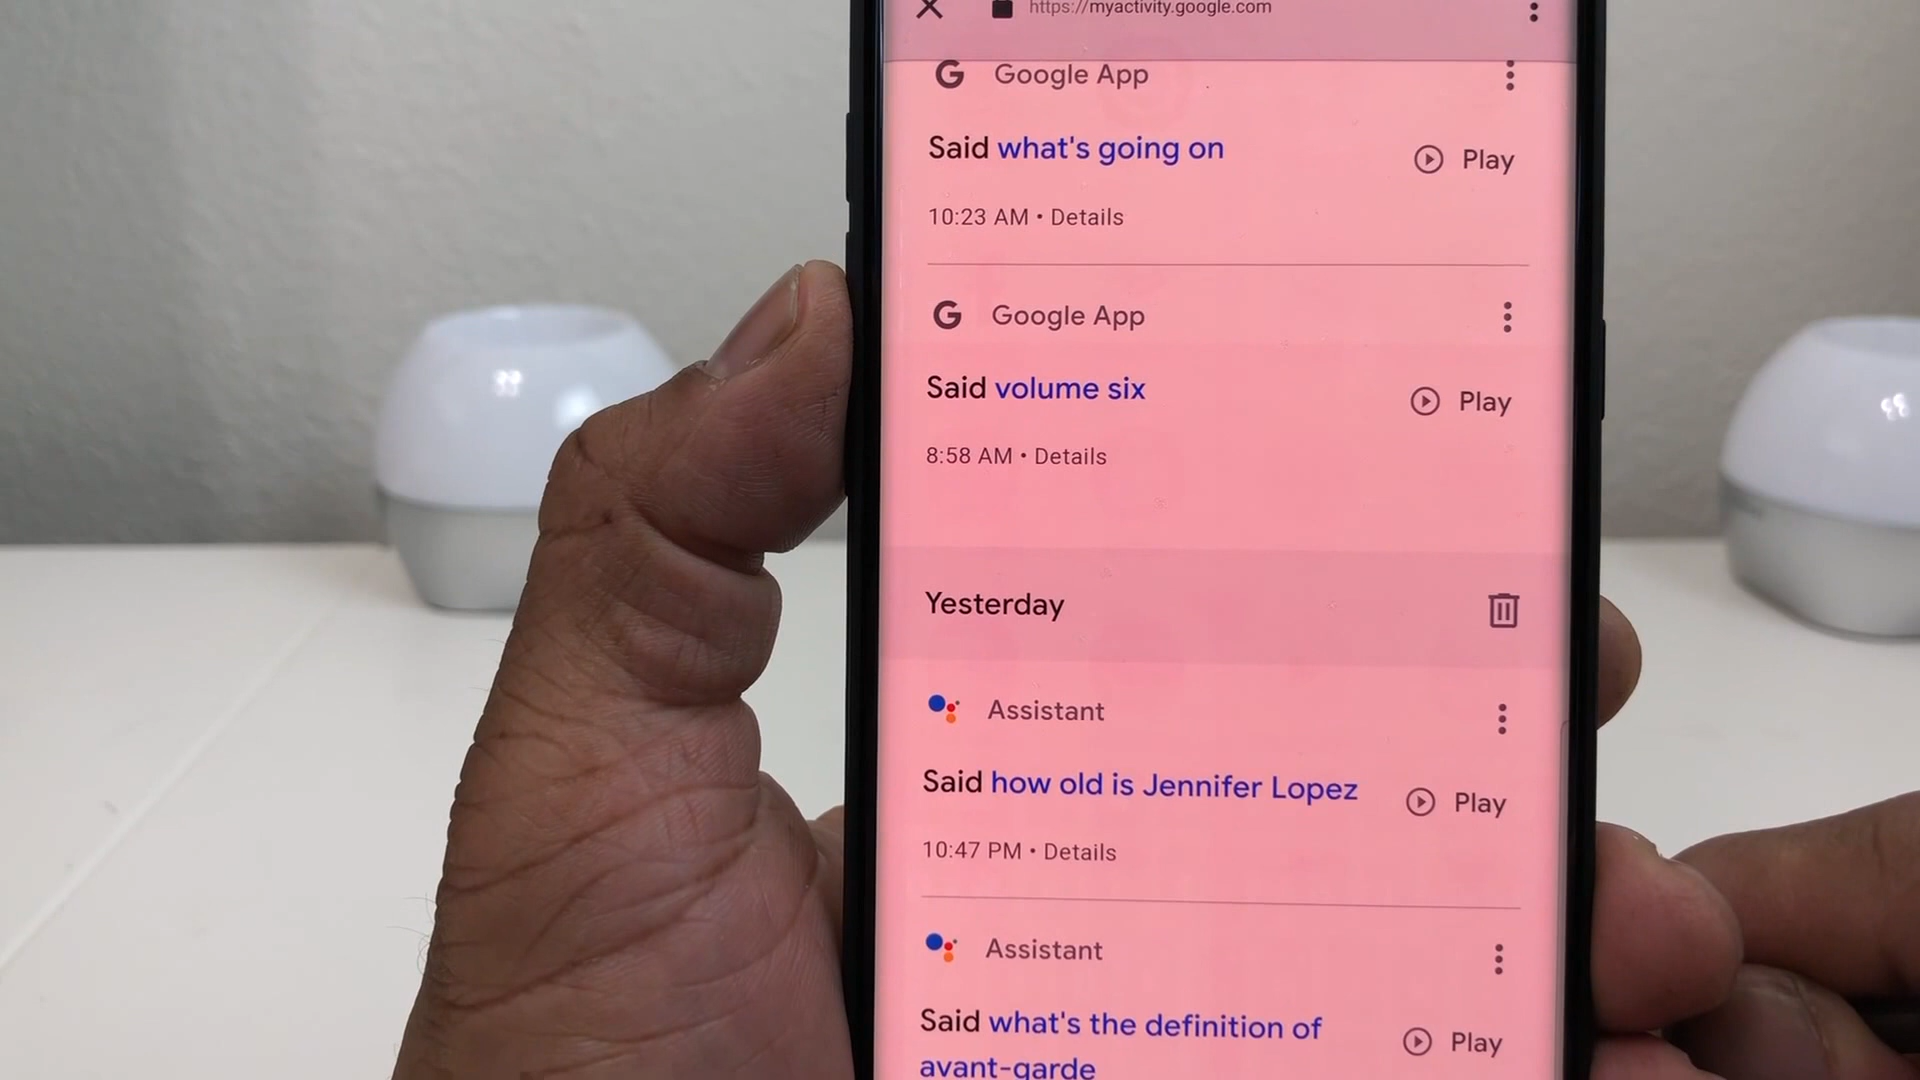 https://myactivity.google.com
Google App
Said what's going on
Play
10:23 AM • Details
Google App
Said volume six
Play
8:58 AM • Details
Yesterday
Assistant
Said how old is Jennifer Lopez
Play
10:47 PM • Details
Assistant
Said what's the definition of
avant-garde
Play